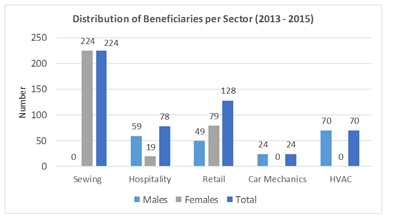 Distribution of Beneficiaries per Sector (2013 - 2015)
250
200
150
100
50
0
Number
0 224 224
59 19 78
49 79 128
24 0 24
70 0 70
Sewing Hospitality Retail Car Mechanics HVAC
Males Females Total